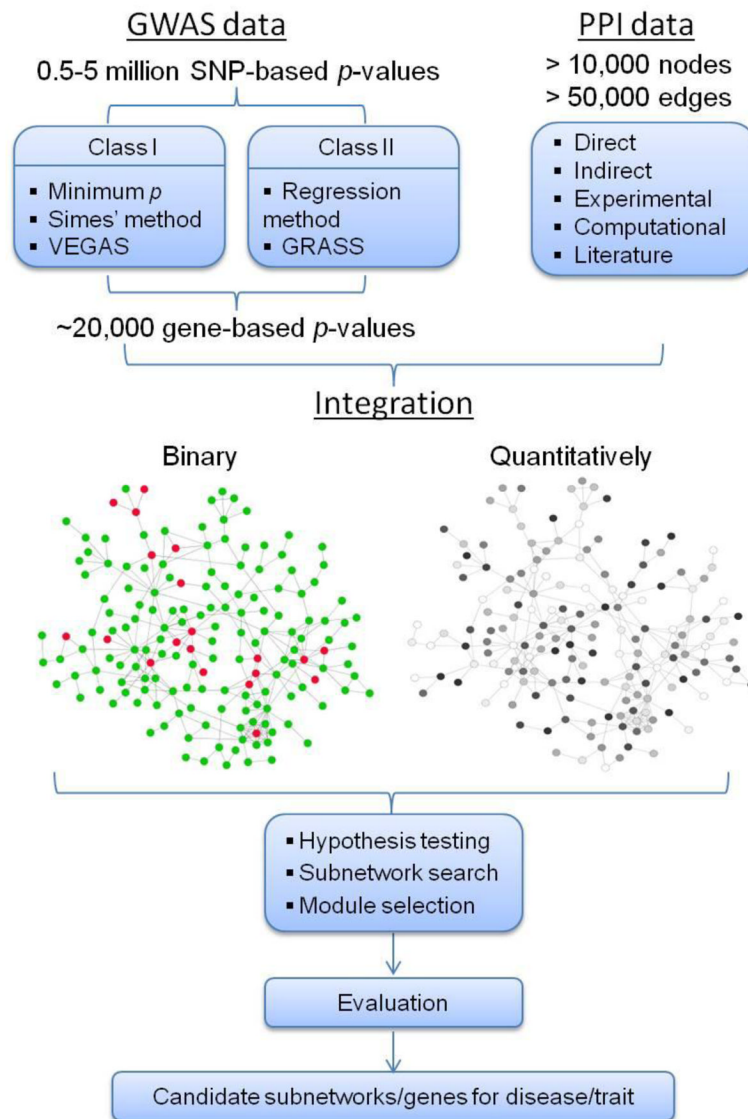 GWAS data
0.5-5 million SNP-based p-values
Class I
▪ Minimum p
▪ Simes' method
▪ VEGAS
Class II
▪ Regression
method
▪ GRASS
~20,000 gene-based p-values
PPI data
> 10,000 nodes
> 50,000 edges
▪ Direct
▪ Indirect
▪ Experimental
▪ Computational
▪ Literature
Integration
Binary
Quantitatively
▪ Hypothesis testing
▪ Subnetwork search
▪ Module selection
Evaluation
Candidate subnetworks/genes for disease/trait